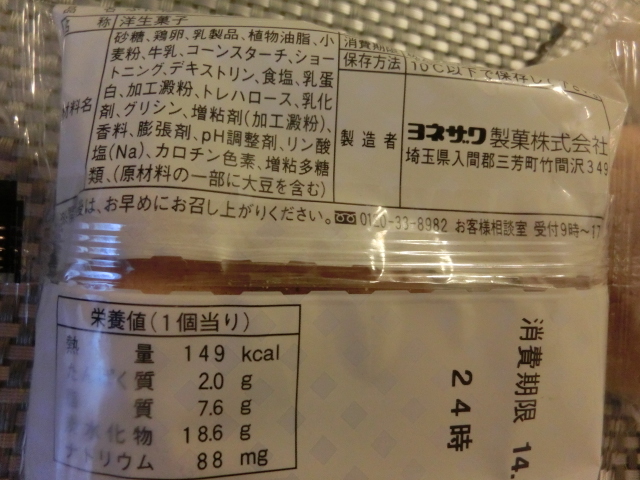 称 洋生菓子
砂糖、鶏卵、乳製品、植物油脂、小
麦粉、牛乳、コーンスターチ、ショー
トニング、デキストリン、食塩、乳蛋
白、加工澱粉、トレハロース、乳化
剤、グリシン、増粘剤(加工澱粉)、
香料、膨張剤、pH調整剤、リン酸
塩(Na)、カロチン色素、増粘多糖
類、(原材料の一部に大豆を含む)
材料名
消費期限
保存方法 10℃以下で保存して
製造者
ヨネザワ製菓株式会社
埼玉県入間郡三芳町竹間沢349
後は、お早めにお召し上がりください。 0120-33-8982 お客様相談室 受付9時〜17
栄養値(1個当り)
熱量 149 kcal
たんぱく質 2.0 g
質 7.6 g
炭水化物 18.6 g
ナトリウム 88 mg
消費期限 14.
24時